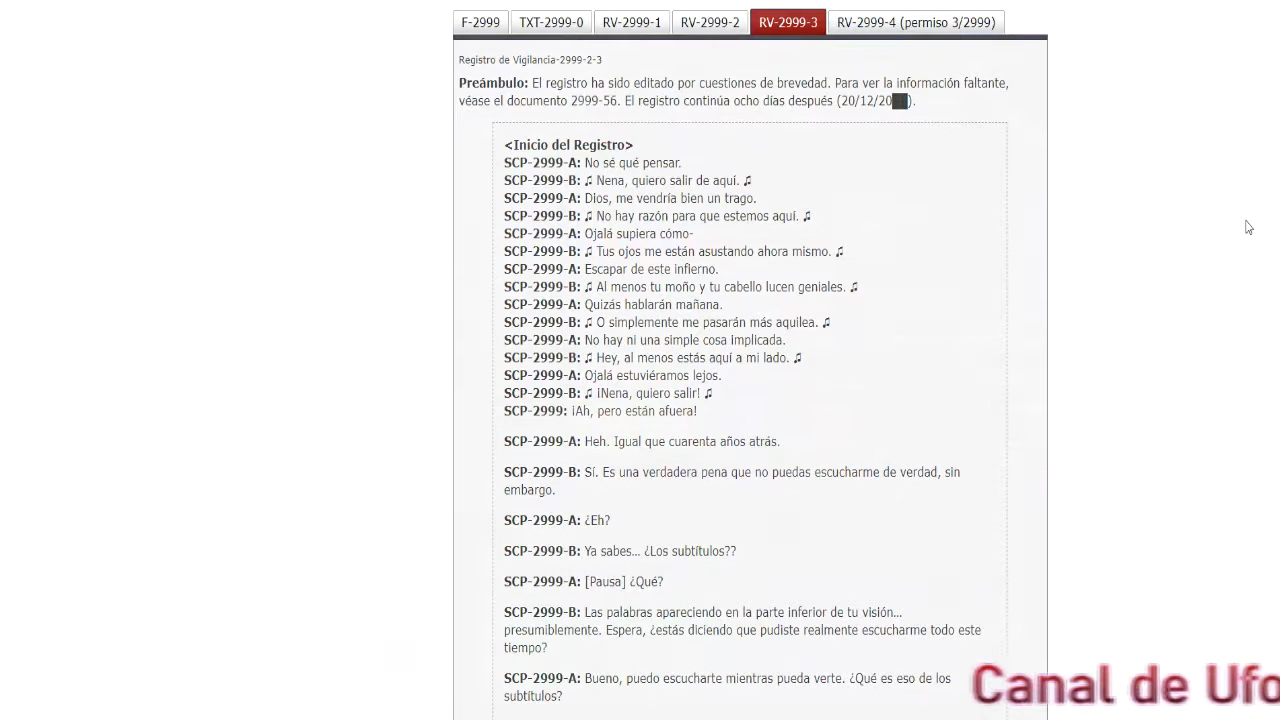 F-2999 TXT-2999-0 RV-2999-1 RV-2999-2 RV-2999-3 RV-2999-4 (permiso 3/2999)
Registro de Vigilancia-2999-2-3
Preámbulo: El registro ha sido editado por cuestiones de brevedad. Para ver la información faltante,
véase el documento 2999-56. El registro continúa ocho días después (20/12/20█).
<Inicio del Registro>
SCP-2999-A: No sé qué pensar.
SCP-2999-B: ♫ Nena, quiero salir de aquí. ♫
SCP-2999-A: Dios, me vendría bien un trago.
SCP-2999-B: ♫ No hay razón para que estemos aquí. ♫
SCP-2999-A: Ojalá supiera cómo-
SCP-2999-B: ♫ Tus ojos me están asustando ahora mismo. ♫
SCP-2999-A: Escapar de este infierno.
SCP-2999-B: ♫ Al menos tu moño y tu cabello lucen geniales. ♫
SCP-2999-A: Quizás hablarán mañana.
SCP-2999-B: ♫ O simplemente me pasarán más aquilea. ♫
SCP-2999-A: No hay ni una simple cosa implicada.
SCP-2999-B: ♫ Hey, al menos estás aquí a mi lado. ♫
SCP-2999-A: Ojalá estuviéramos lejos.
SCP-2999-B: ♫ ¡Nena, quiero salir! ♫
SCP-2999: ¡Ah, pero están afuera!
SCP-2999-A: Heh. Igual que cuarenta años atrás.
SCP-2999-B: Sí. Es una verdadera pena que no puedas escucharme de verdad, sin
embargo.
SCP-2999-A: ¿Eh?
SCP-2999-B: Ya sabes... ¿Los subtítulos??
SCP-2999-A: [Pausa] ¿Qué?
SCP-2999-B: Las palabras apareciendo en la parte inferior de tu visión...
presumiblemente. Espera, ¿estás diciendo que pudiste realmente escucharme todo este
tiempo?
SCP-2999-A: Bueno, puedo escucharte mientras pueda verte. ¿Qué es eso de los
subtítulos?
Canal de Ufo